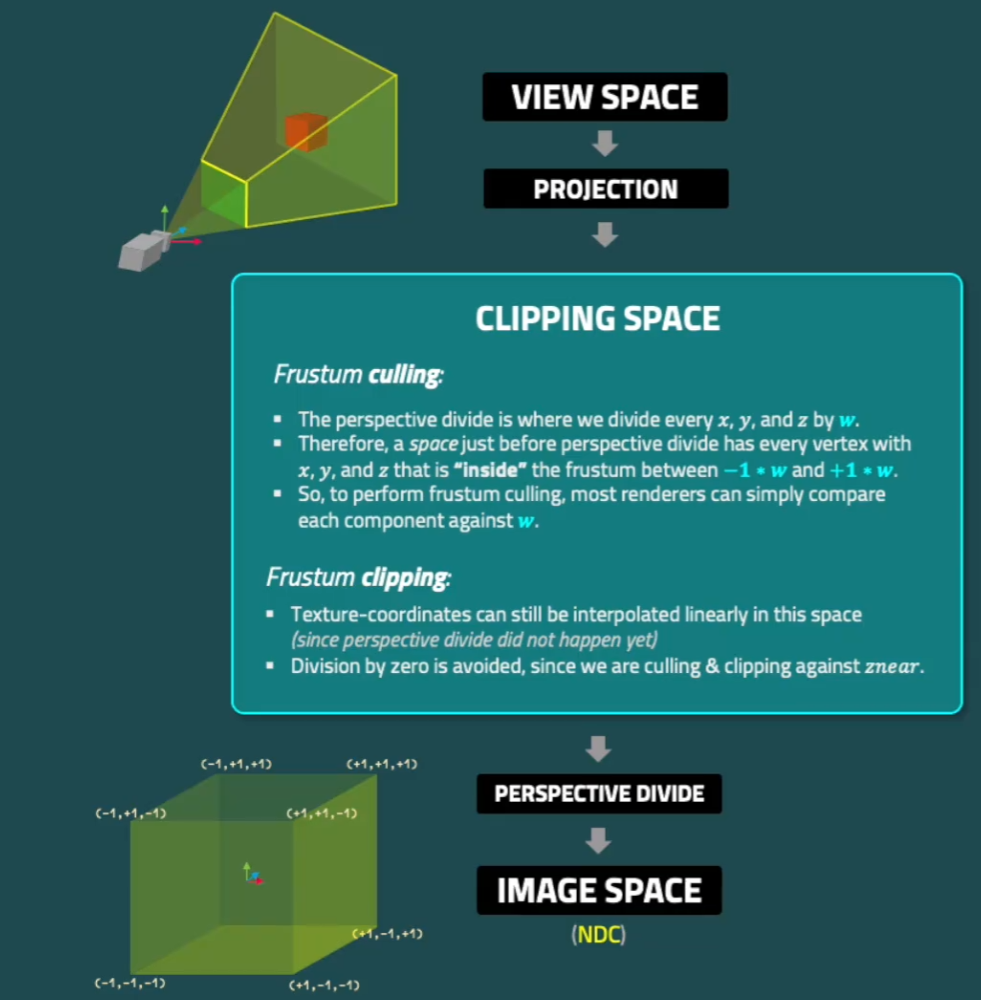 VIEW SPACE
PROJECTION
CLIPPING SPACE
Frustum culling:
▪ The perspective divide is where we divide every x, y, and z by w.
▪ Therefore, a space just before perspective divide has every vertex with
x, y, and z that is “inside” the frustum between −1 * w and +1 * w.
▪ So, to perform frustum culling, most renderers can simply compare
each component against w.
Frustum clipping:
▪ Texture-coordinates can still be interpolated linearly in this space
(since perspective divide did not happen yet)
▪ Division by zero is avoided, since we are culling & clipping against znear.
(-1,+1,+1)
(+1,+1,+1)
(-1,+1,-1)
(+1,+1,-1)
(+1,-1,+1)
(-1,-1,-1)
(+1,-1,-1)
PERSPECTIVE DIVIDE
IMAGE SPACE
(NDC)